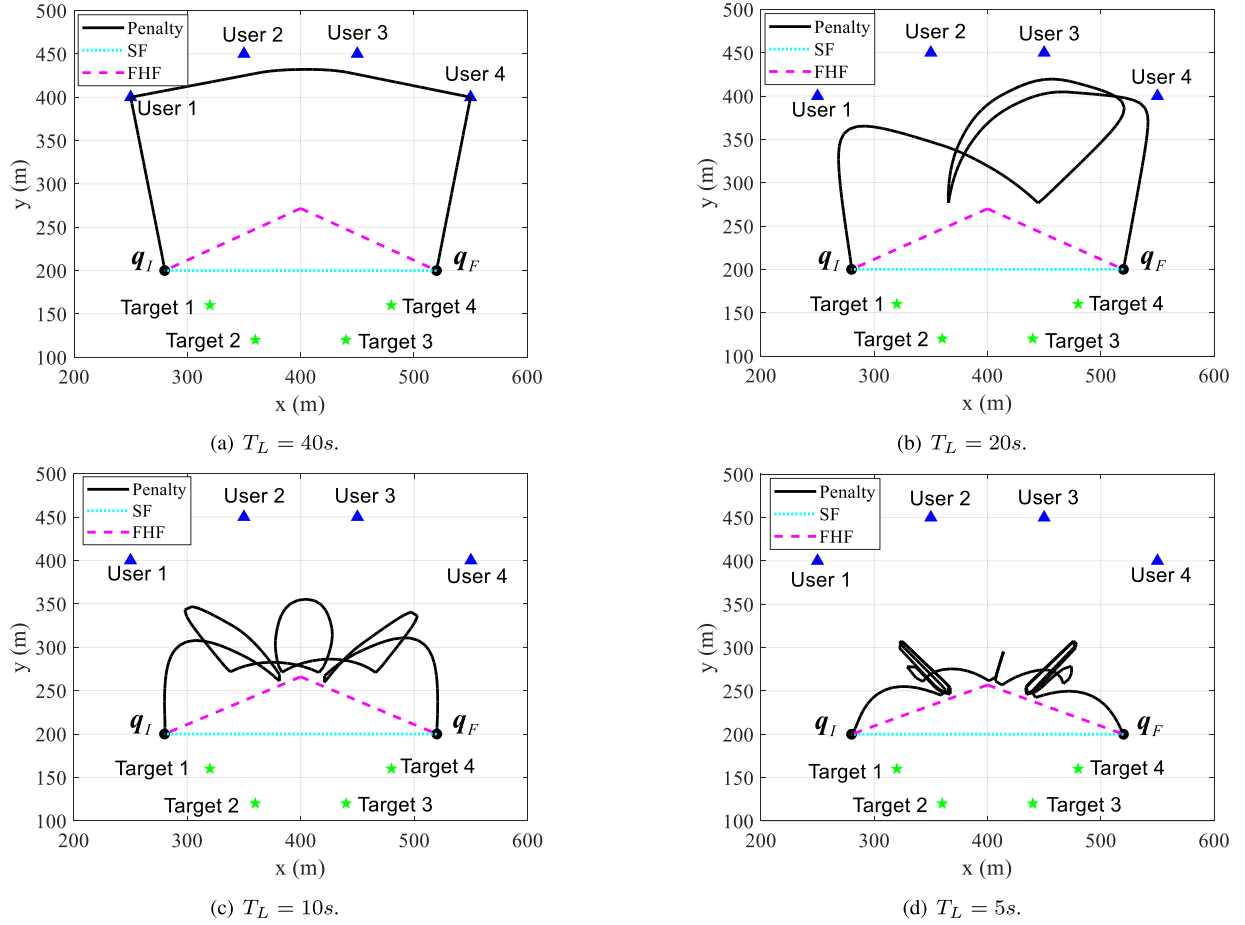 500
450
400
350
300
250
200
150
100
y (m)
Penalty
SF
FHF
User 2
User 3
User 4
User 1
q_I
q_F
Target 1
Target 4
Target 2
Target 3
200
300
400
500
600
x (m)
(a) T_L = 40s.
500
450
400
350
300
250
200
150
100
y (m)
Penalty
SF
FHF
User 2
User 3
User 4
User 1
q_I
q_F
Target 1
Target 4
Target 2
Target 3
200
300
400
500
600
x (m)
(b) T_L = 20s.
500
450
400
350
300
250
200
150
100
y (m)
Penalty
SF
FHF
User 2
User 3
User 1
User 4
q_I
q_F
Target 1
Target 4
Target 2
Target 3
200
300
400
500
600
x (m)
(c) T_L = 10s.
500
450
400
350
300
250
200
150
100
y (m)
Penalty
SF
FHF
User 2
User 3
User 1
User 4
q_I
q_F
Target 1
Target 4
Target 2
Target 3
200
300
400
500
600
x (m)
(d) T_L = 5s.